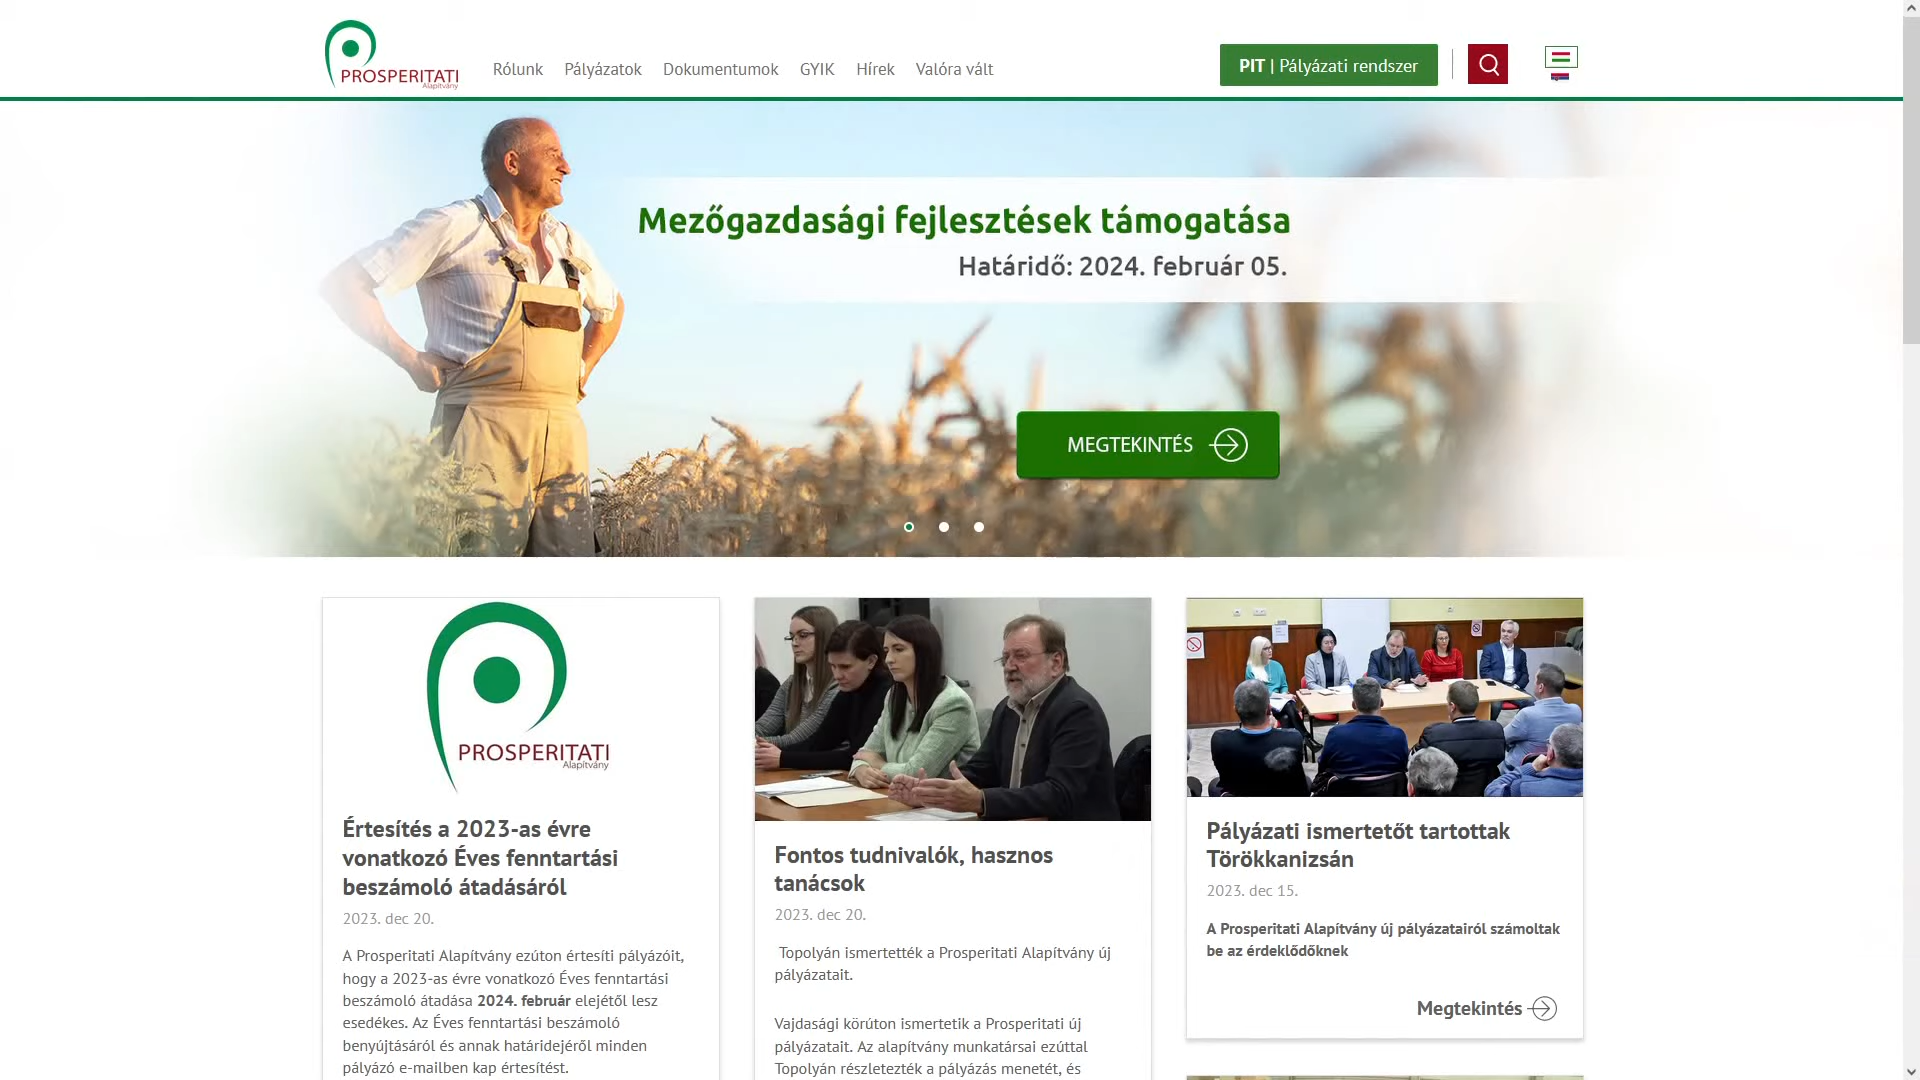 PROSPERITATI
Alapítvány
Rólunk Pályázatok Dokumentumok GYIK Hírek Valóra vált
PIT | Pályázati rendszer
Mezőgazdasági fejlesztések támogatása
Határidő: 2024. február 05.
MEGTEKINTÉS
PROSPERITATI
Alapítvány
Értesítés a 2023-as évre
vonatkozó Éves fenntartási
beszámoló átadásáról
2023. dec 20.
A Prosperitati Alapítvány ezúton értesíti pályázóit,
hogy a 2023-as évre vonatkozó Éves fenntartási
beszámoló átadása 2024. február elejétől lesz
esedékes. Az Éves fenntartási beszámoló
benyújtásáról és annak határidejéről minden
pályázó e-mailben kap értesítést.
Fontos tudnivalók, hasznos
tanácsok
2023. dec 20.
Topolyán ismertették a Prosperitati Alapítvány új
pályázatait.
Vajdasági körúton ismertetik a Prosperitati új
pályázatait. Az alapítvány munkatársai ezúttal
Topolyán részletezték a pályázás menetét, és
Pályázati ismertetőt tartottak
Törökkanizsán
2023. dec 15.
A Prosperitati Alapítvány új pályázatairól számoltak
be az érdeklődőknek
Megtekintés